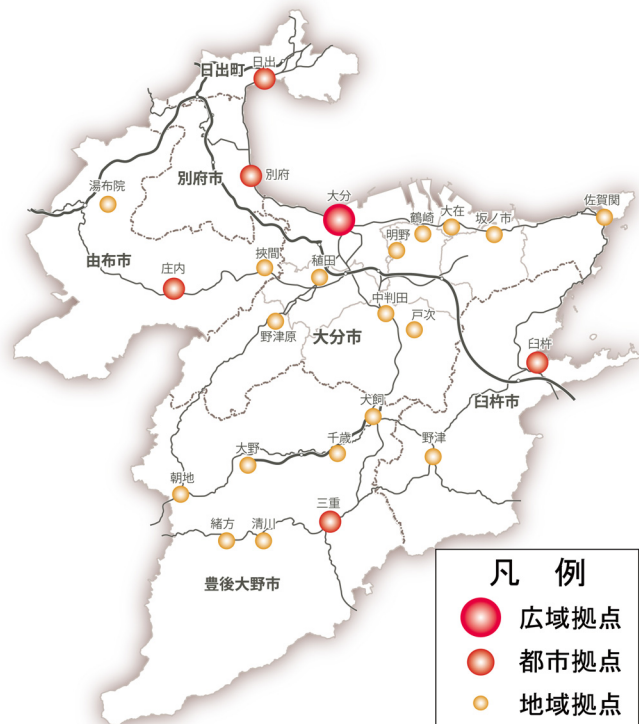 日出
日出町
別府市
別府
湯布院
大分
佐賀関
大在
鶴崎
坂ノ市
明野
由布市
挾間
稙田
庄内
中判田
戸次
野津原
大分市
臼杵
臼杵市
犬飼
千歳
野津
大野
朝地
三重
緒方
清川
豊後大野市
凡 例
広域拠点
都市拠点
地域拠点